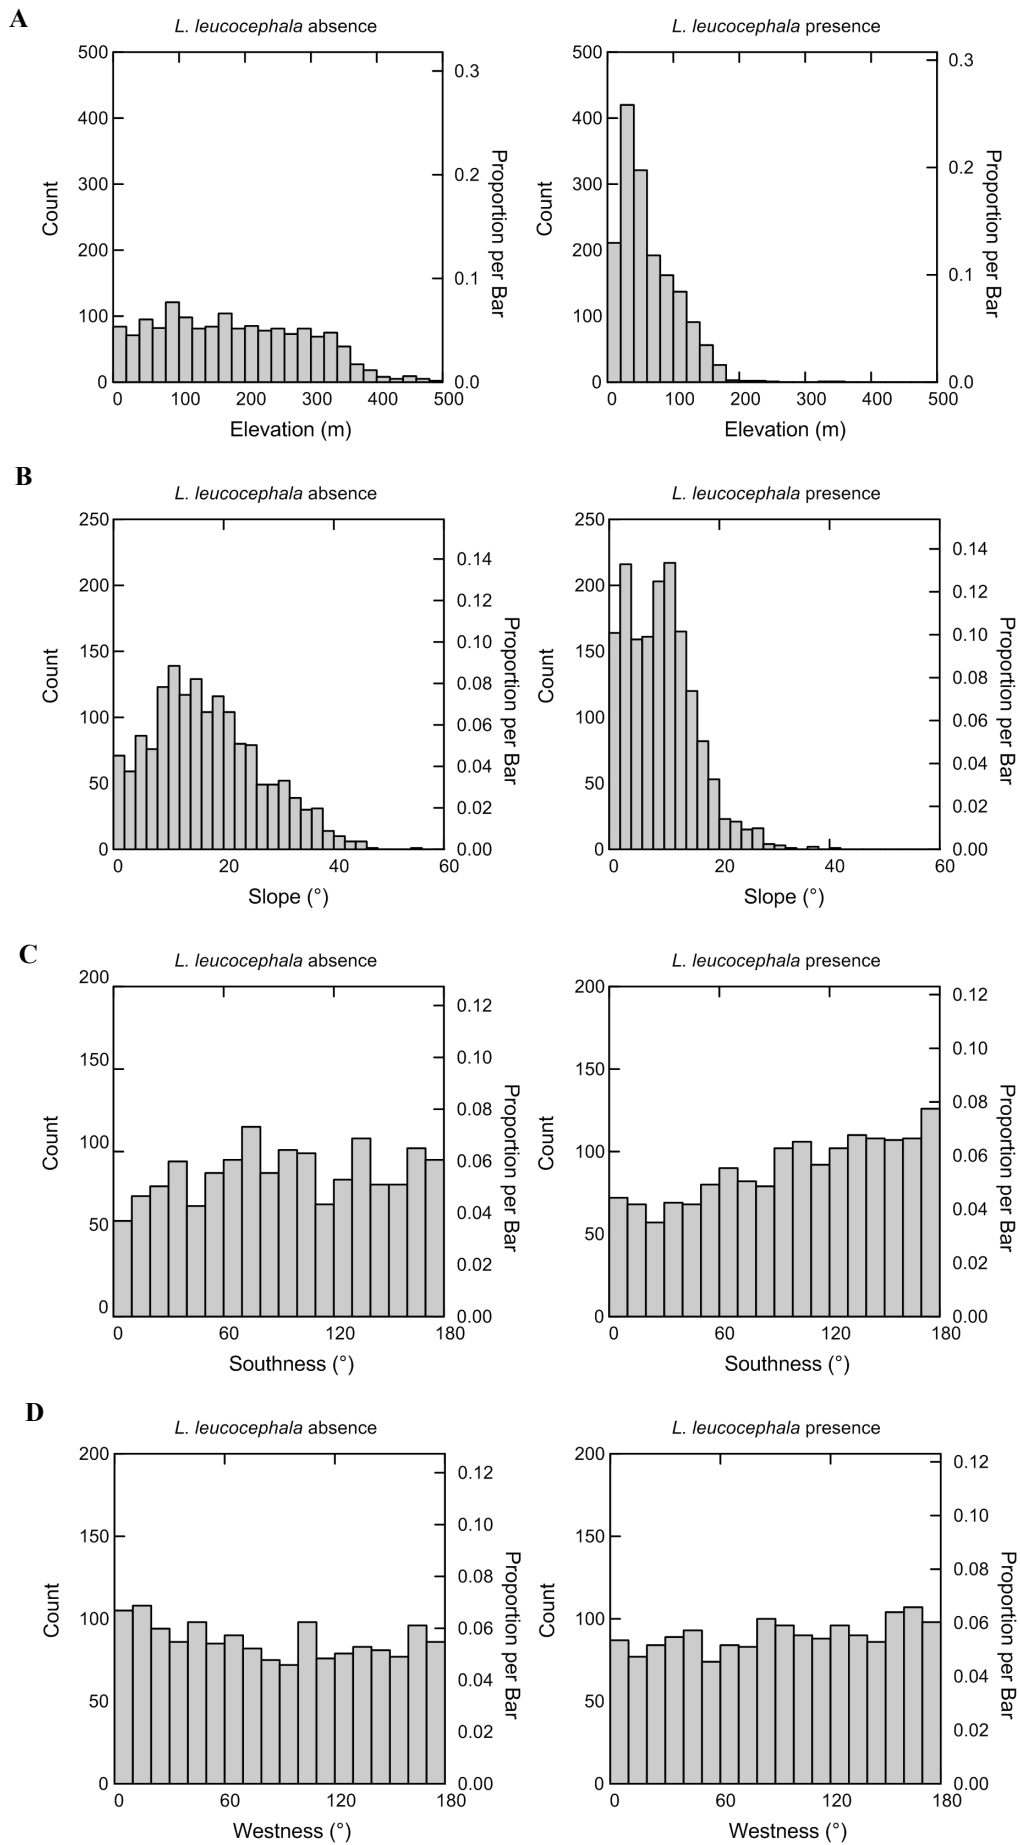 A
L. leucocephala absence
L. leucocephala presence
500
400
300
200
100
0
Count
0.3
0.2
0.1
0.0
Proportion per Bar
0 100 200 300 400 500
Elevation (m)
500
400
300
200
100
0
Count
0.3
0.2
0.1
0.0
Proportion per Bar
0 100 200 300 400 500
Elevation (m)
B
L. leucocephala absence
L. leucocephala presence
250
200
150
100
50
0
Count
0.14
0.12
0.10
0.08
0.06
0.04
0.02
0.00
Proportion per Bar
0 20 40 60
Slope (°)
250
200
150
100
50
0
Count
0.14
0.12
0.10
0.08
0.06
0.04
0.02
0.00
Proportion per Bar
0 20 40 60
Slope (°)
C
L. leucocephala absence
L. leucocephala presence
200
150
100
50
0
Count
0.12
0.10
0.08
0.06
0.04
0.02
0.00
Proportion per Bar
0 60 120 180
Southness (°)
200
150
100
50
0
Count
0.12
0.10
0.08
0.06
0.04
0.02
0.00
Proportion per Bar
0 60 120 180
Southness (°)
D
L. leucocephala absence
L. leucocephala presence
200
150
100
50
0
Count
0.12
0.10
0.08
0.06
0.04
0.02
0.00
Proportion per Bar
0 60 120 180
Westness (°)
200
150
100
50
0
Count
0.12
0.10
0.08
0.06
0.04
0.02
0.00
Proportion per Bar
0 60 120 180
Westness (°)